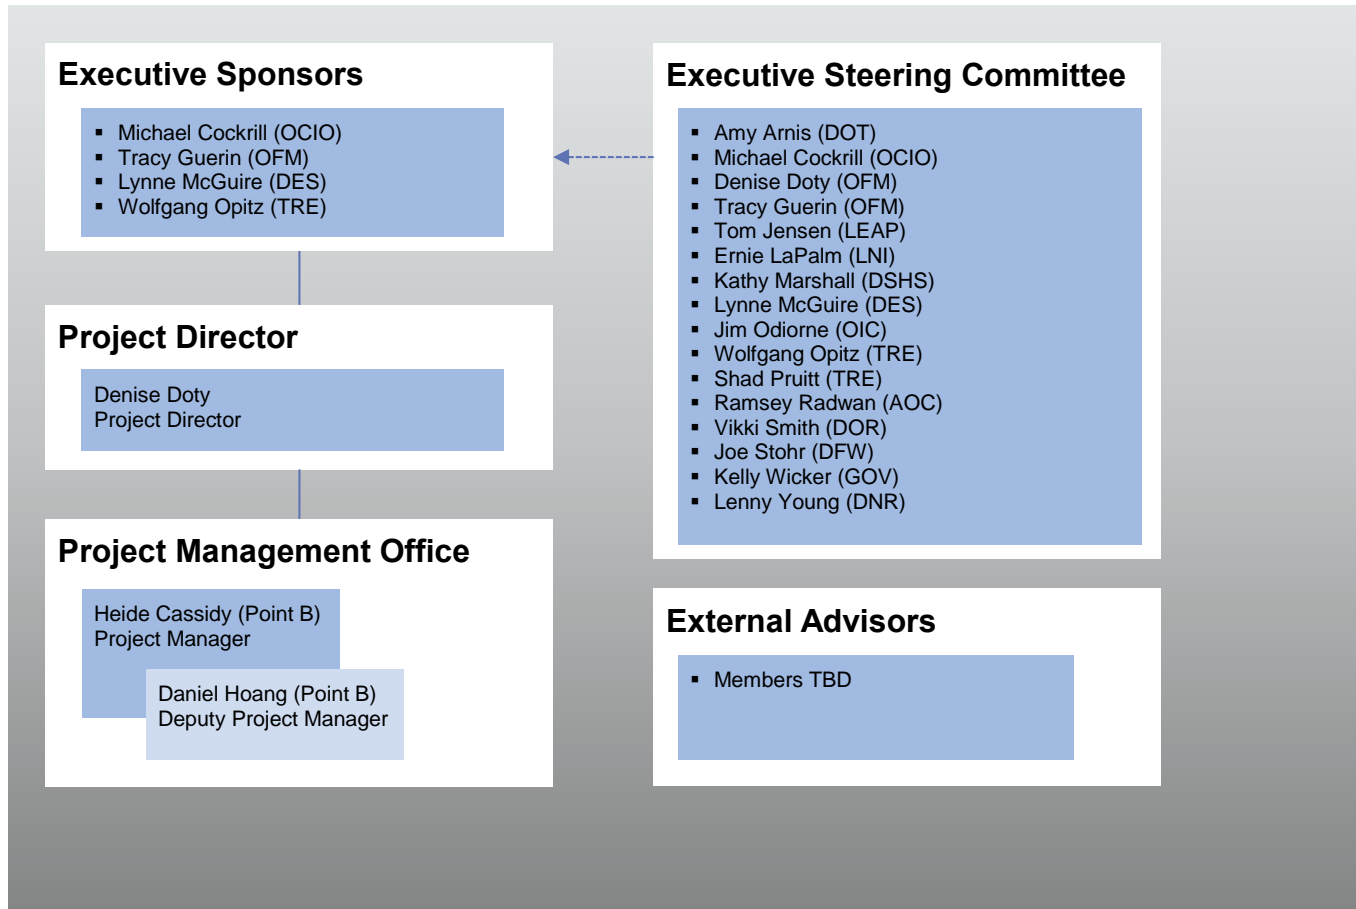 Executive Sponsors
▪ Michael Cockrill (OCIO)
▪ Tracy Guerin (OFM)
▪ Lynne McGuire (DES)
▪ Wolfgang Opitz (TRE)
Project Director
Denise Doty
Project Director
Project Management Office
Heide Cassidy (Point B)
Project Manager
Daniel Hoang (Point B)
Deputy Project Manager
Executive Steering Committee
▪ Amy Arnis (DOT)
▪ Michael Cockrill (OCIO)
▪ Denise Doty (OFM)
▪ Tracy Guerin (OFM)
▪ Tom Jensen (LEAP)
▪ Ernie LaPalm (LNI)
▪ Kathy Marshall (DSHS)
▪ Lynne McGuire (DES)
▪ Jim Odiorne (OIC)
▪ Wolfgang Opitz (TRE)
▪ Shad Pruitt (TRE)
▪ Ramsey Radwan (AOC)
▪ Vikki Smith (DOR)
▪ Joe Stohr (DFW)
▪ Kelly Wicker (GOV)
▪ Lenny Young (DNR)
External Advisors
▪ Members TBD